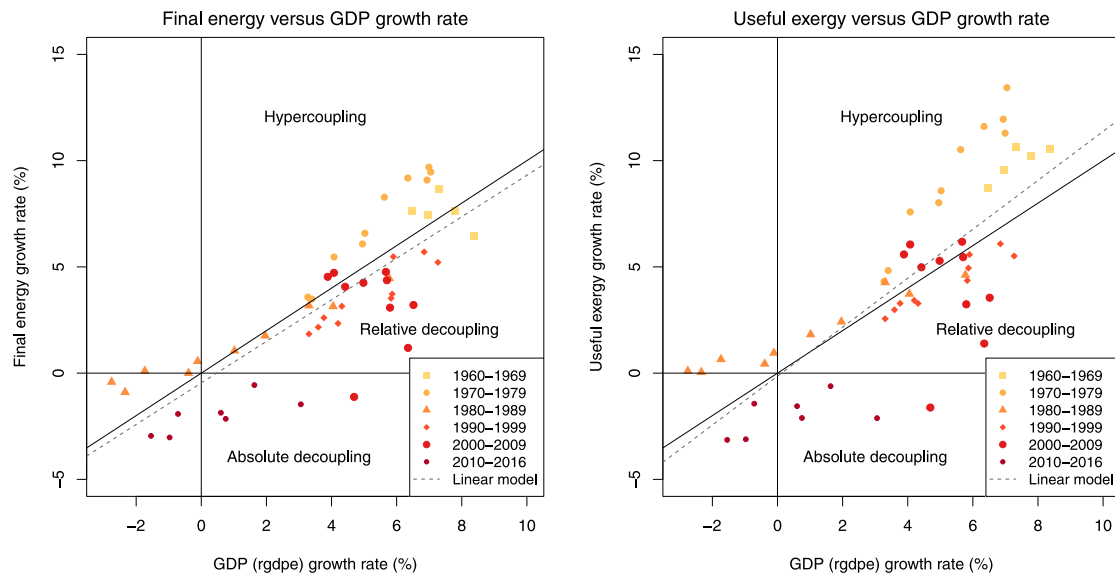 Final energy versus GDP growth rate
Final energy growth rate (%)
15
10
5
0
−5
Hypercoupling
Relative decoupling
Absolute decoupling
1960−1969
1970−1979
1980−1989
1990−1999
2000−2009
2010−2016
Linear model
−2 0 2 4 6 8 10
GDP (rgdpe) growth rate (%)
Useful exergy versus GDP growth rate
Useful exergy growth rate (%)
15
10
5
0
−5
Hypercoupling
Relative decoupling
Absolute decoupling
1960−1969
1970−1979
1980−1989
1990−1999
2000−2009
2010−2016
Linear model
−2 0 2 4 6 8 10
GDP (rgdpe) growth rate (%)